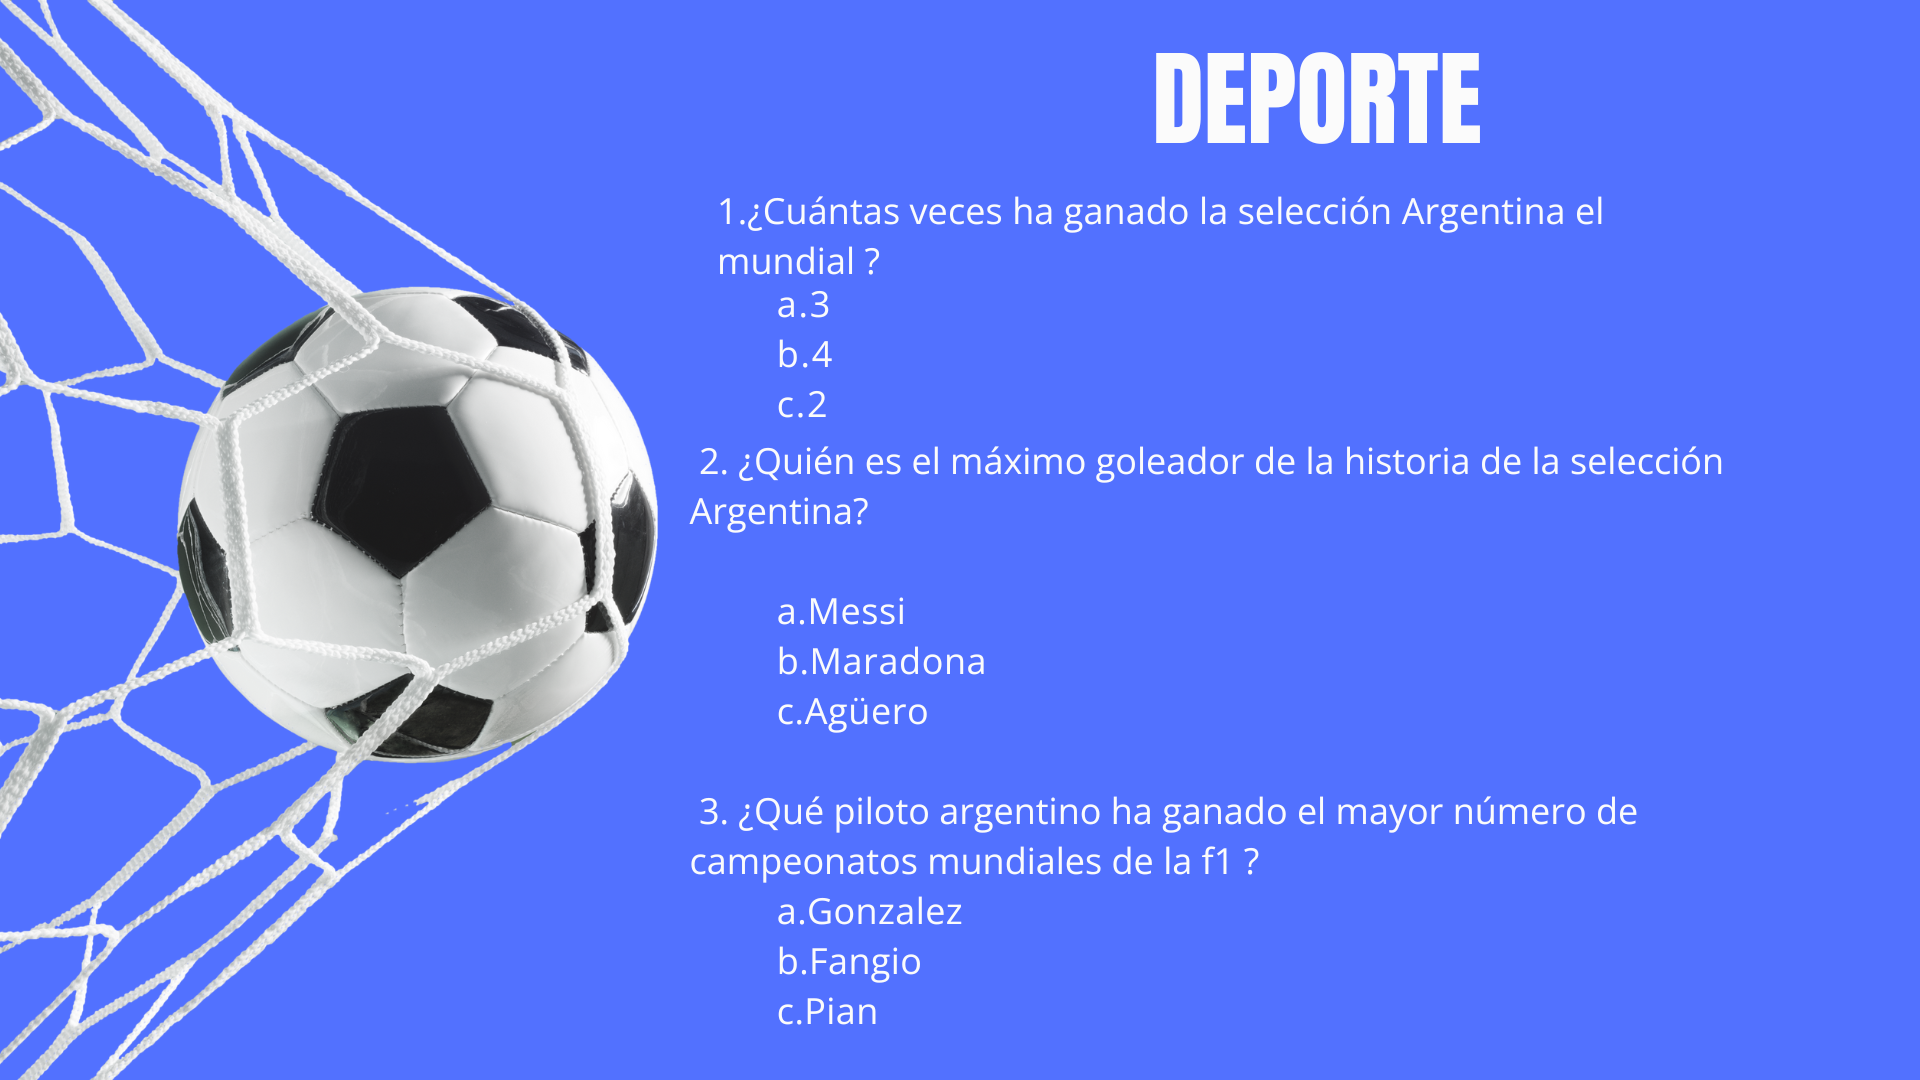 DEPORTE
1.¿Cuántas veces ha ganado la selección Argentina el
mundial ?
a.3
b.4
c.2
2. ¿Quién es el máximo goleador de la historia de la selección
Argentina?
a.Messi
b.Maradona
c.Agüero
3. ¿Qué piloto argentino ha ganado el mayor número de
campeonatos mundiales de la f1 ?
a.Gonzalez
b.Fangio
c.Pian